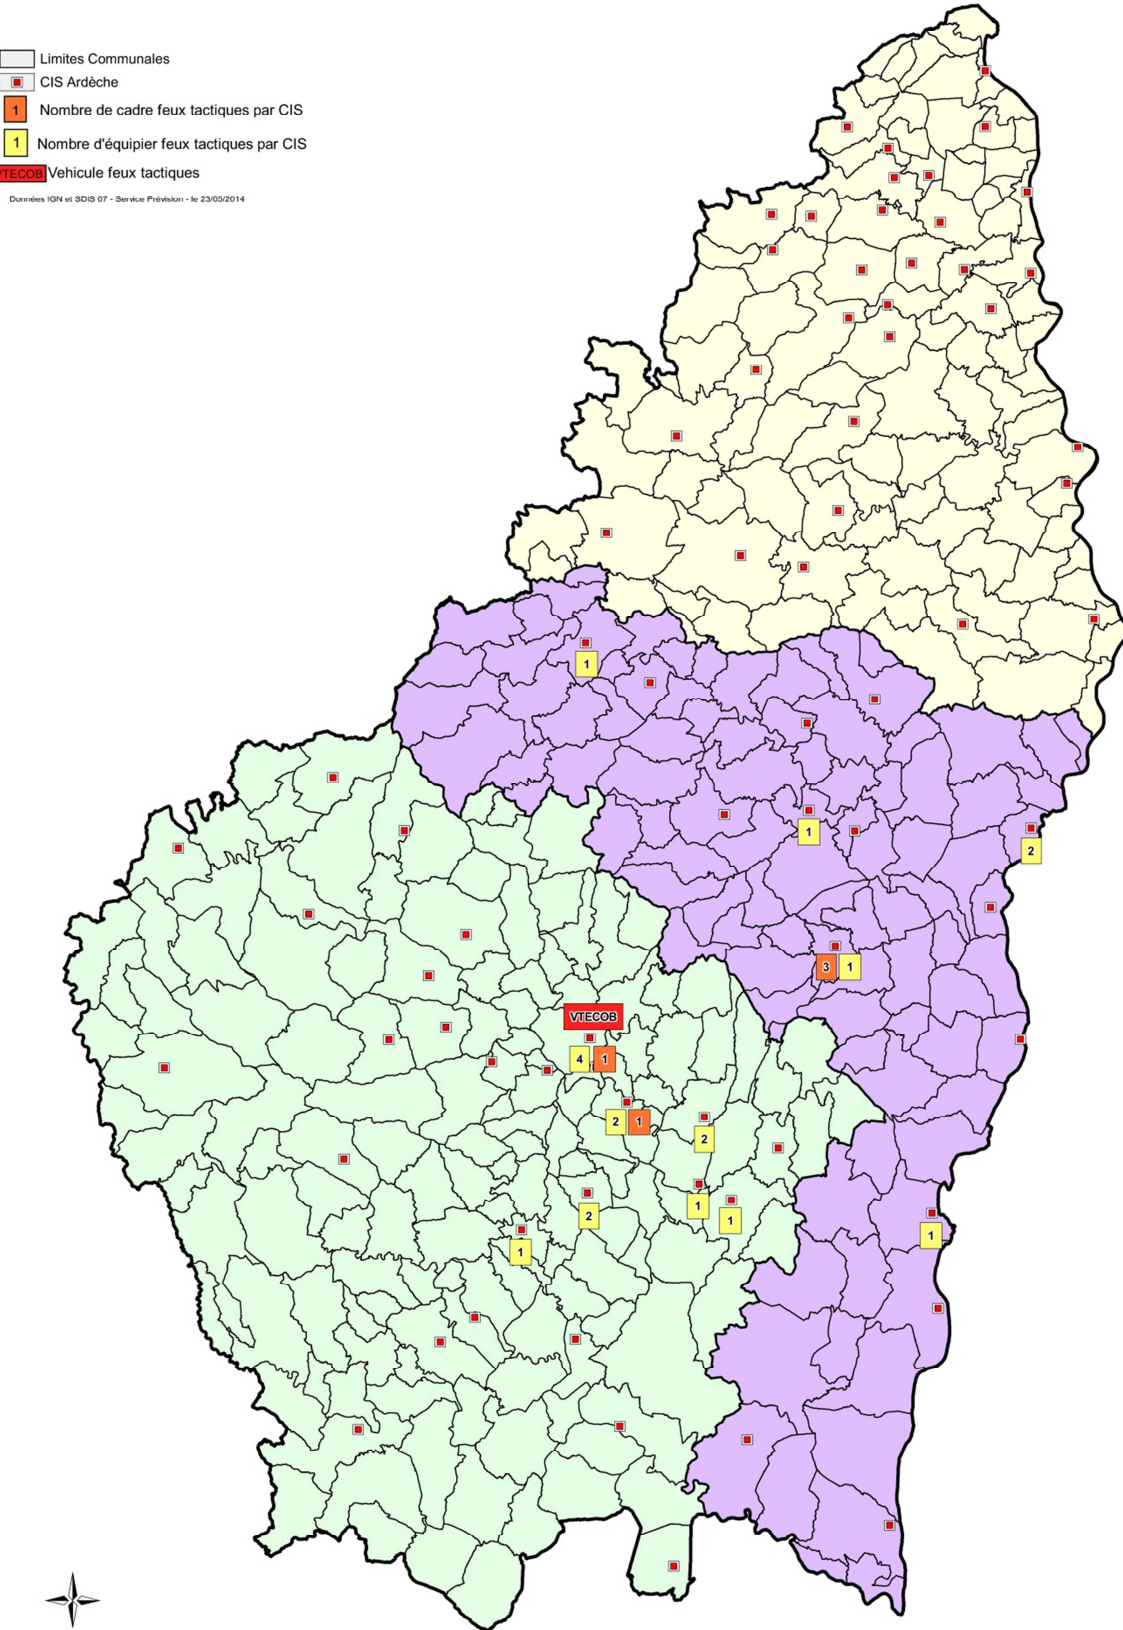 Limites Communales
CIS Ardèche
1 Nombre de cadre feux tactiques par CIS
1 Nombre d'équipier feux tactiques par CIS
VTECOB Vehicule feux tactiques
Données IGN et SDIS 07 - Service Prévision - le 23/05/2014
1
1
2
3 1
VTECOB
4 1
2 1
2
1
1
2
1
1